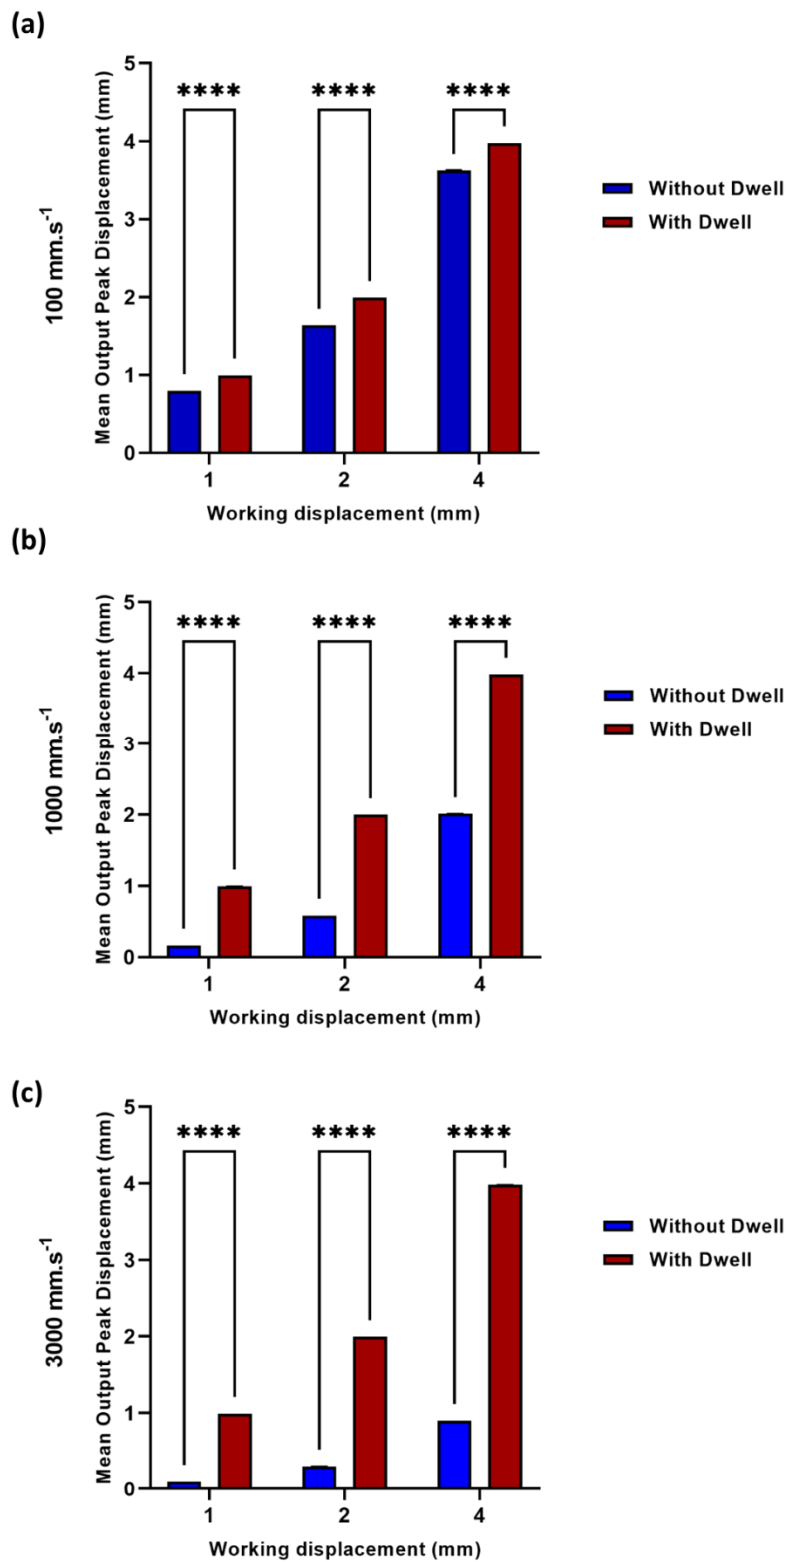 (a)
100 mm.s⁻¹
Mean Output Peak Displacement (mm)
5
4
3
2
1
0
**** **** ****
1 2 4
Working displacement (mm)
Without Dwell
With Dwell
(b)
1000 mm.s⁻¹
Mean Output Peak Displacement (mm)
5
4
3
2
1
0
**** **** ****
1 2 4
Working displacement (mm)
Without Dwell
With Dwell
(c)
3000 mm.s⁻¹
Mean Output Peak Displacement (mm)
5
4
3
2
1
0
**** **** ****
1 2 4
Working displacement (mm)
Without Dwell
With Dwell